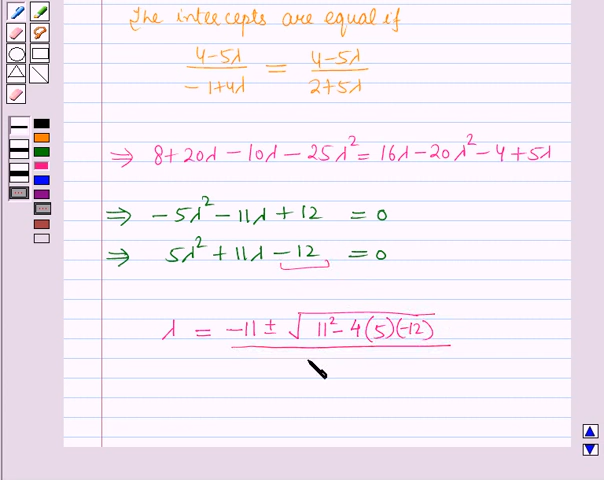 The intercepts are equal if
4-5λ / -1+4λ = 4-5λ / 2+5λ
⇒ 8+20λ-10λ-25λ² = 16λ-20λ²-4+5λ
⇒ -5λ²-11λ+12 = 0
⇒ 5λ²+11λ-12 = 0
λ = -11 ± √11²-4(5)(-12)